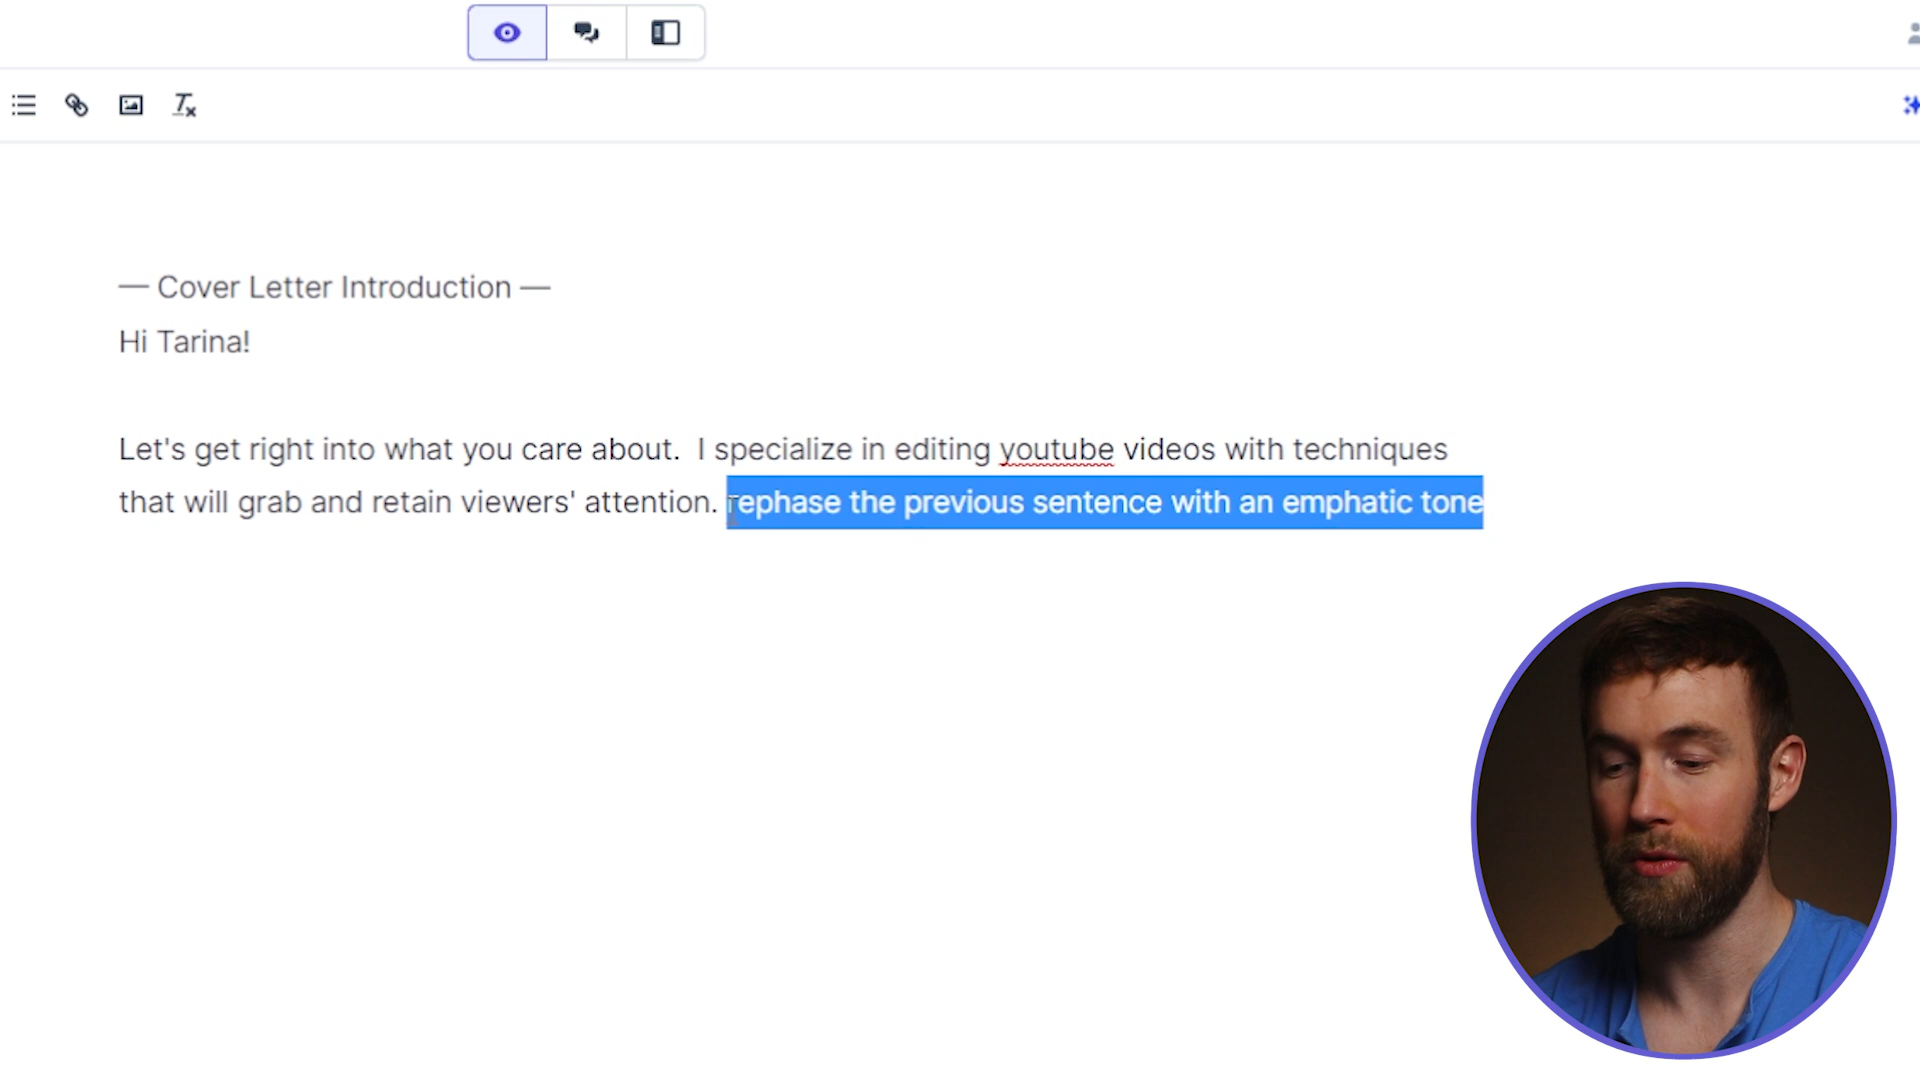 — Cover Letter Introduction —
Hi Tarina!
Let's get right into what you care about.  I specialize in editing youtube videos with techniques
that will grab and retain viewers' attention. rephase the previous sentence with an emphatic tone